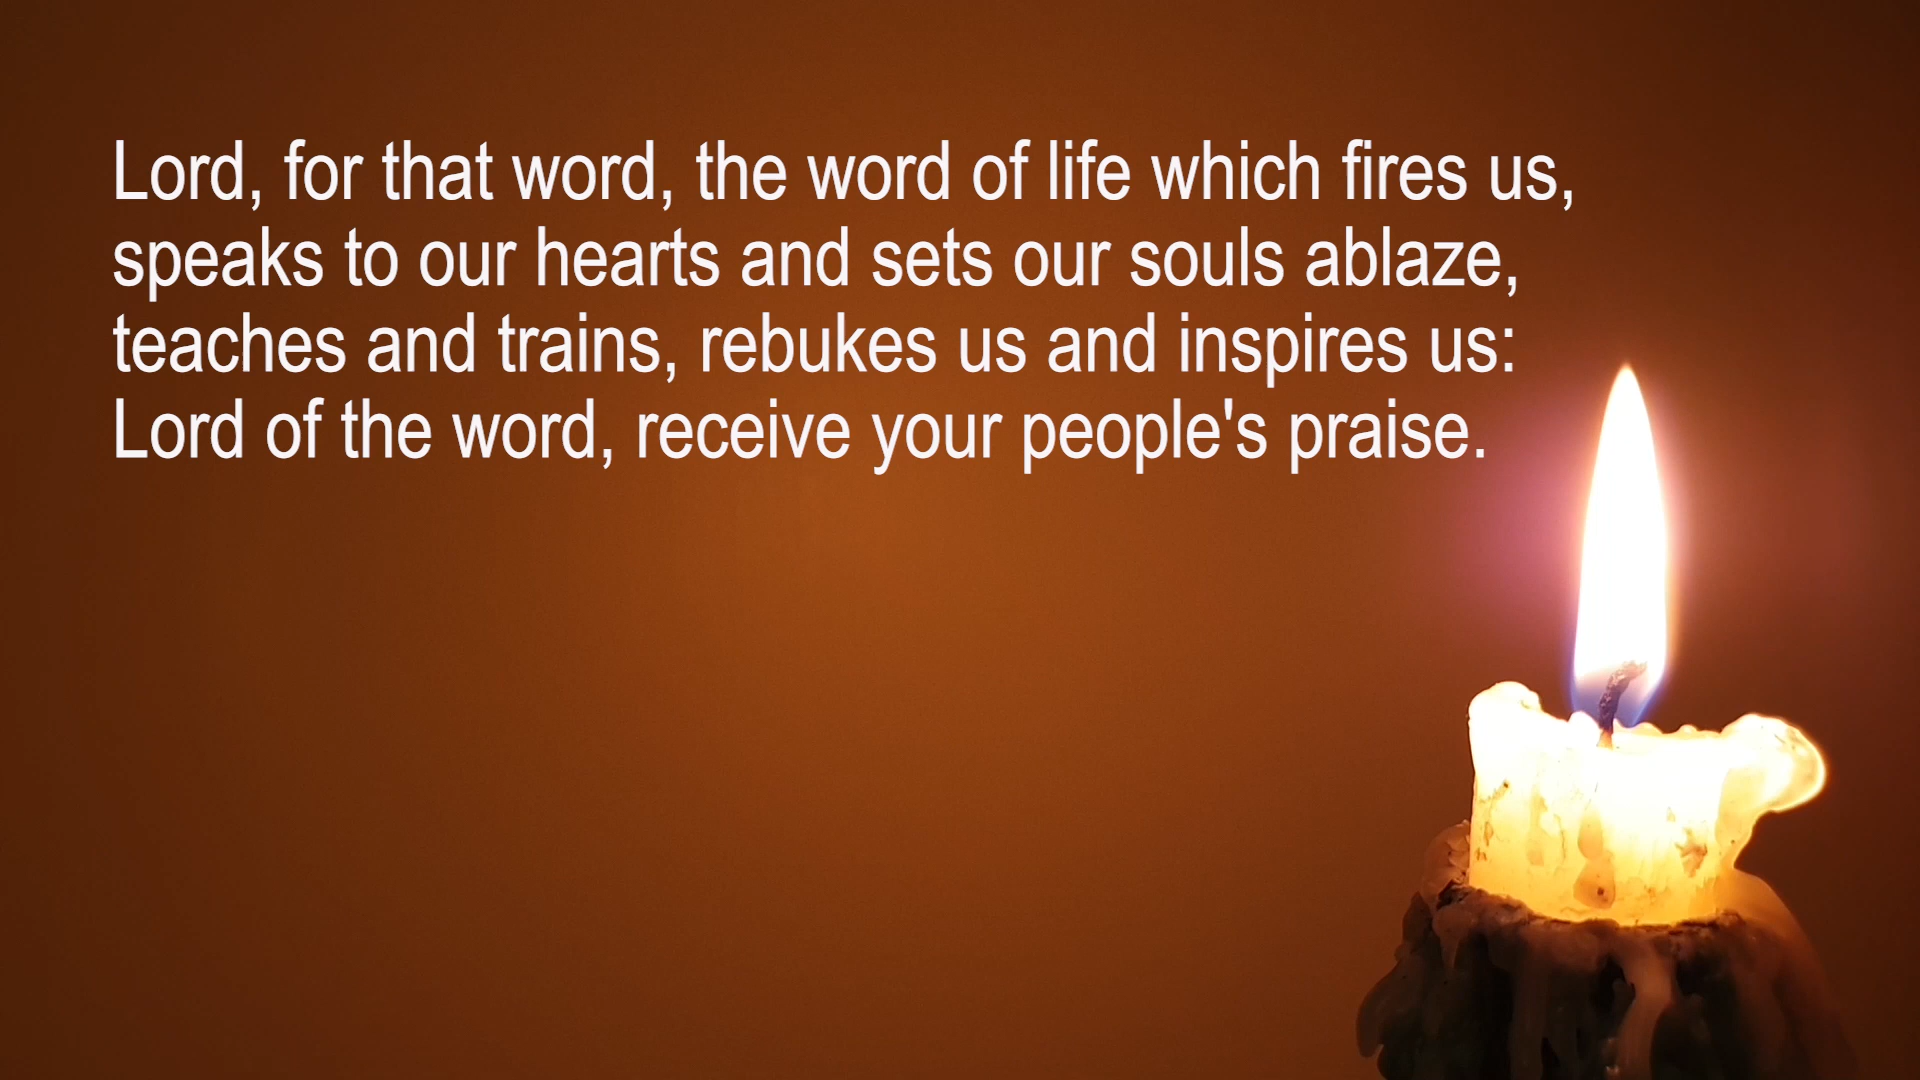 Lord, for that word, the word of life which fires us,
speaks to our hearts and sets our souls ablaze,
teaches and trains, rebukes us and inspires us:
Lord of the word, receive your people's praise.